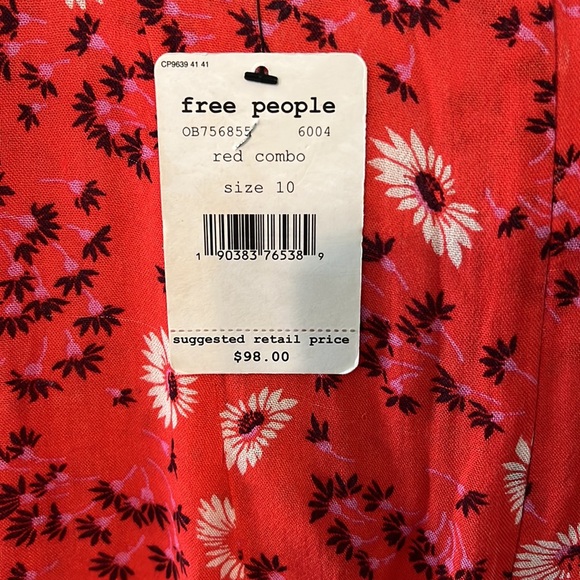 CP9639 41 41
free people
OB756855 6004
red combo
size 10
1 90383 76538 9
suggested retail price
$98.00